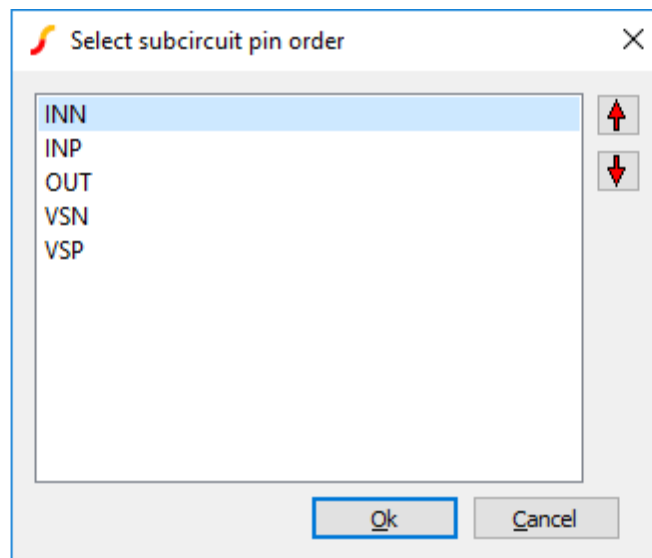 Select subcircuit pin order
INN
INP
OUT
VSN
VSP
Ok
Cancel